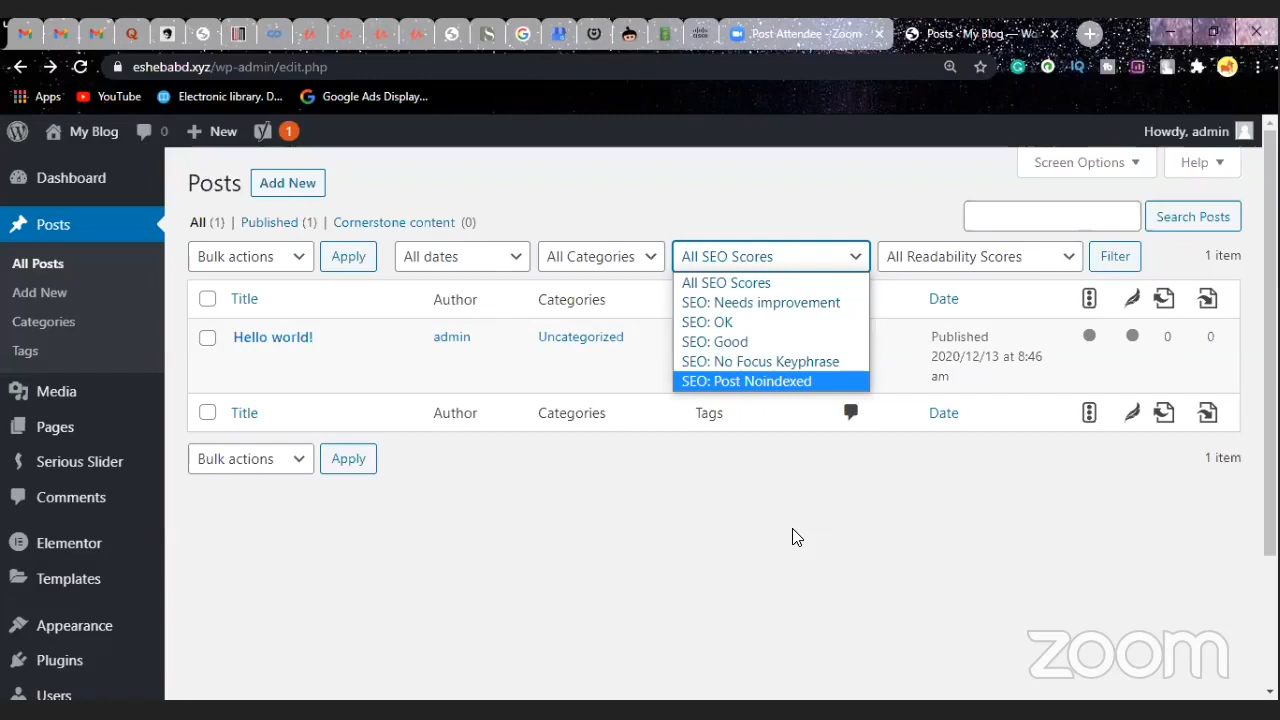 Post Attendee - Zoom
Posts ‹ My Blog — Wo
eshebabd.xyz/wp-admin/edit.php
Apps
YouTube
Electronic library. D...
Google Ads Display...
My Blog
0
New
1
Howdy, admin
Dashboard
Posts
All Posts
Add New
Categories
Tags
Media
Pages
Serious Slider
Comments
Elementor
Templates
Appearance
Plugins
Users
Screen Options
Help
Posts
Add New
All (1) | Published (1) | Cornerstone content (0)
Search Posts
Bulk actions
Apply
All dates
All Categories
All SEO Scores
All Readability Scores
Filter
1 item
All SEO Scores
SEO: Needs improvement
SEO: OK
SEO: Good
SEO: No Focus Keyphrase
SEO: Post Noindexed
Title
Author
Categories
Date
Hello world!
admin
Uncategorized
Published
2020/12/13 at 8:46
am
0
0
Title
Author
Categories
Tags
Date
Bulk actions
Apply
1 item
zoom